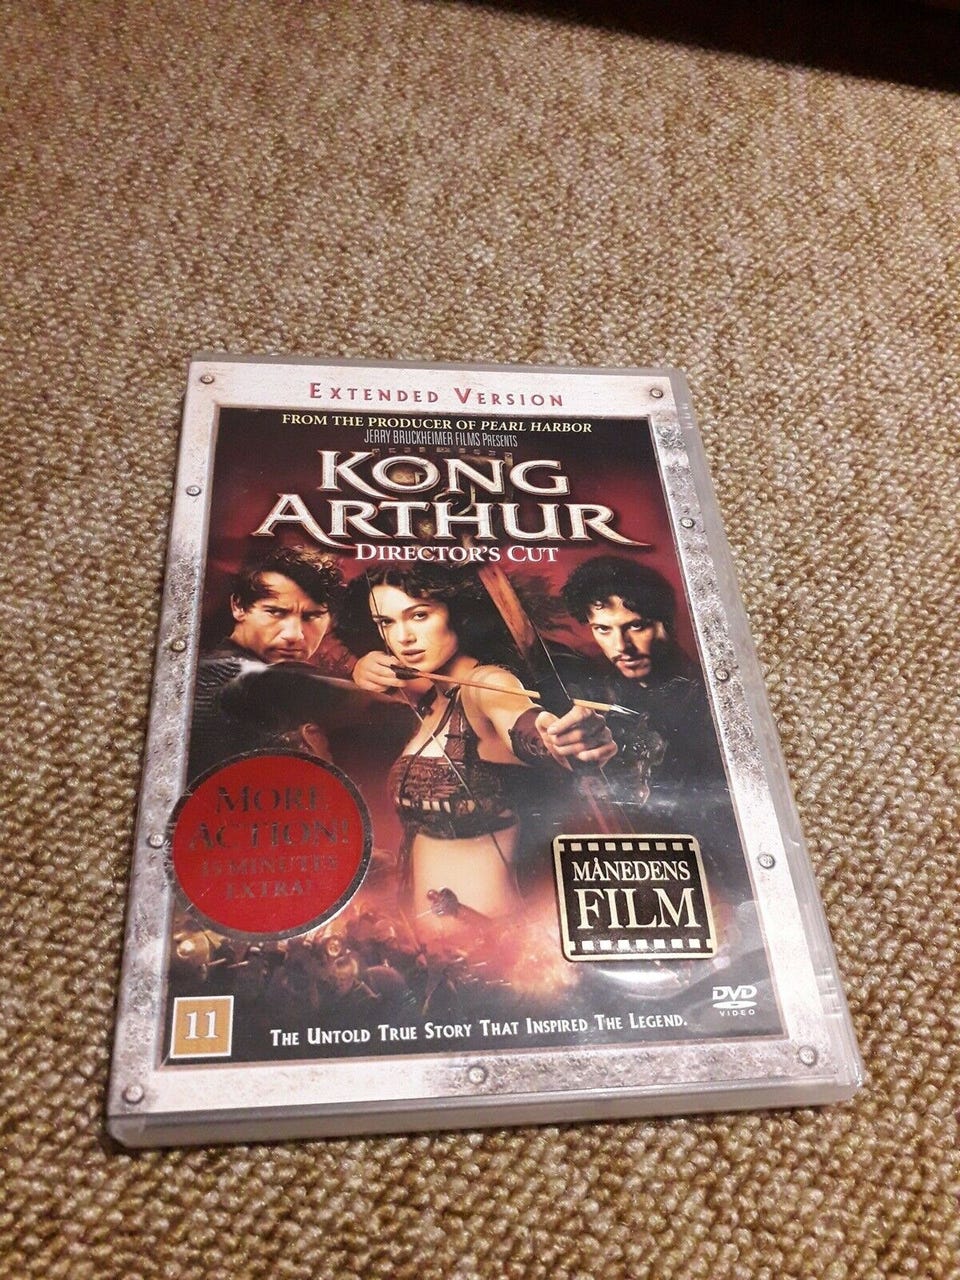 EXTENDED VERSION
FROM THE PRODUCER OF PEARL HARBOR
JERRY BRUCKHEIMER FILMS PRESENTS
KONG
ARTHUR
DIRECTOR'S CUT
MORE
ACTION!
15 MINUTES
EXTRA!
MÅNEDENS
FILM
DVD
VIDEO
11
THE UNTOLD TRUE STORY THAT INSPIRED THE LEGEND.